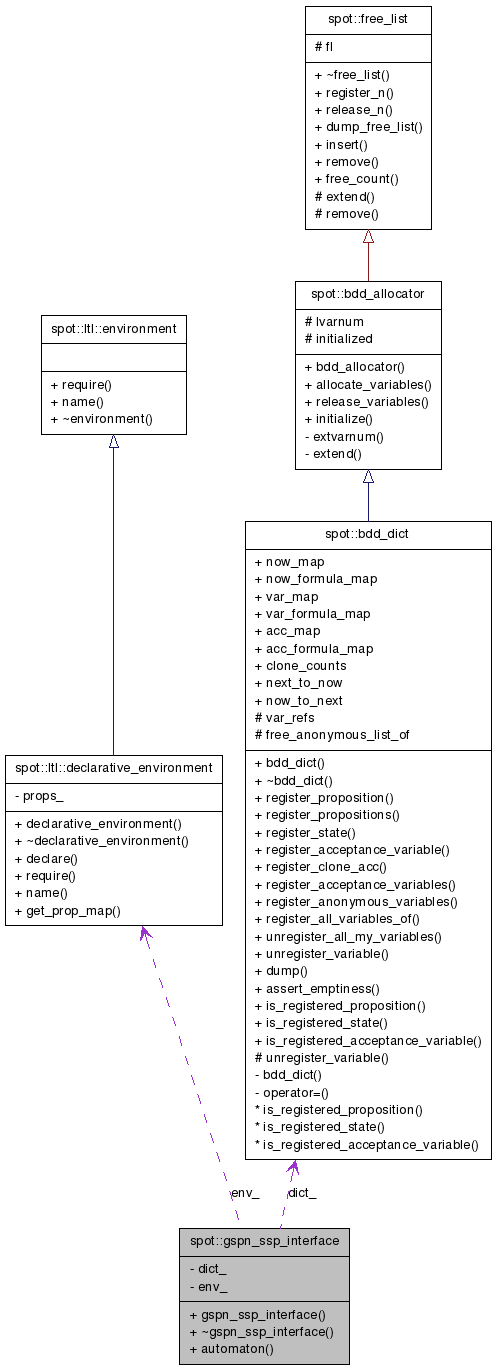 spot::free_list
# fl
+ ~free_list()
+ register_n()
+ release_n()
+ dump_free_list()
+ insert()
+ remove()
+ free_count()
# extend()
# remove()
spot::bdd_allocator
# lvarnum
# initialized
+ bdd_allocator()
+ allocate_variables()
+ release_variables()
+ initialize()
- extvarnum()
- extend()
spot::ltl::environment
+ require()
+ name()
+ ~environment()
spot::bdd_dict
+ now_map
+ now_formula_map
+ var_map
+ var_formula_map
+ acc_map
+ acc_formula_map
+ clone_counts
+ next_to_now
+ now_to_next
# var_refs
# free_anonymous_list_of
+ bdd_dict()
+ ~bdd_dict()
+ register_proposition()
+ register_propositions()
+ register_state()
+ register_acceptance_variable()
+ register_clone_acc()
+ register_acceptance_variables()
+ register_anonymous_variables()
+ register_all_variables_of()
+ unregister_all_my_variables()
+ unregister_variable()
+ dump()
+ assert_emptiness()
+ is_registered_proposition()
+ is_registered_state()
+ is_registered_acceptance_variable()
# unregister_variable()
- bdd_dict()
- operator=()
* is_registered_proposition()
* is_registered_state()
* is_registered_acceptance_variable()
spot::ltl::declarative_environment
- props_
+ declarative_environment()
+ ~declarative_environment()
+ declare()
+ require()
+ name()
+ get_prop_map()
env_
dict_
spot::gspn_ssp_interface
- dict_
- env_
+ gspn_ssp_interface()
+ ~gspn_ssp_interface()
+ automaton()